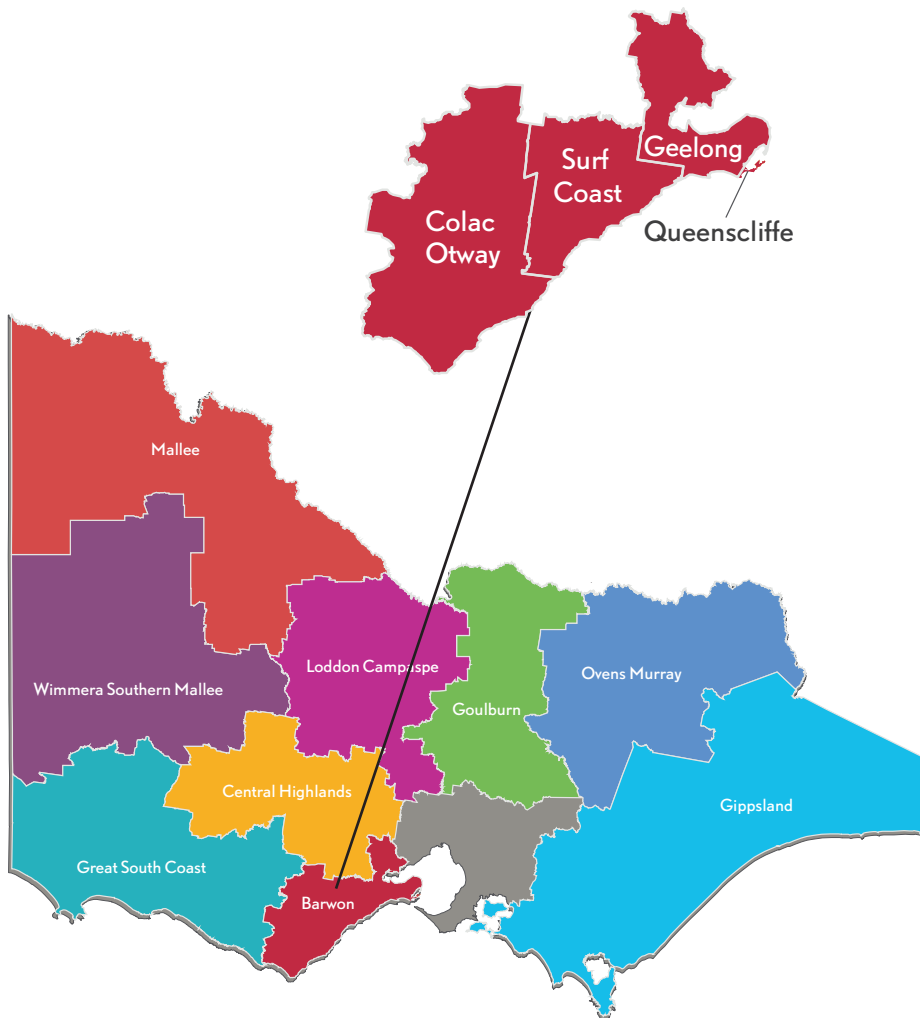 Geelong
Surf
Coast
Queenscliffe
Colac
Otway
Mallee
Loddon Campaspe
Ovens Murray
Wimmera Southern Mallee
Goulburn
Central Highlands
Gippsland
Great South Coast
Barwon